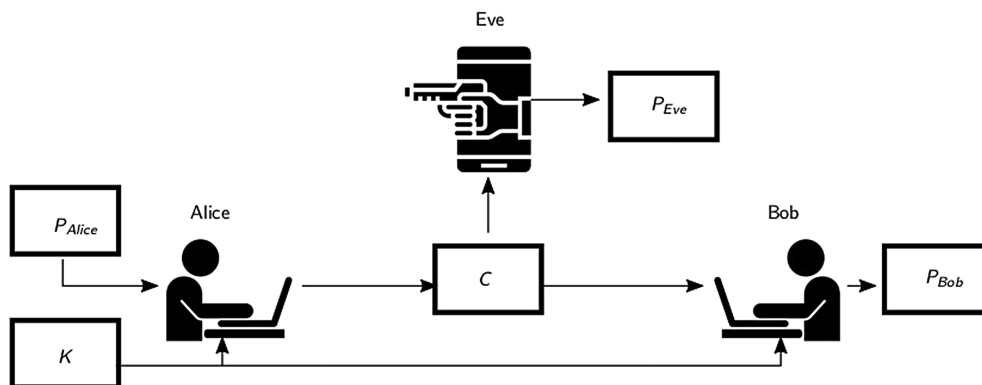 Eve
P_Eve
Alice
Bob
P_Alice
C
P_Bob
K